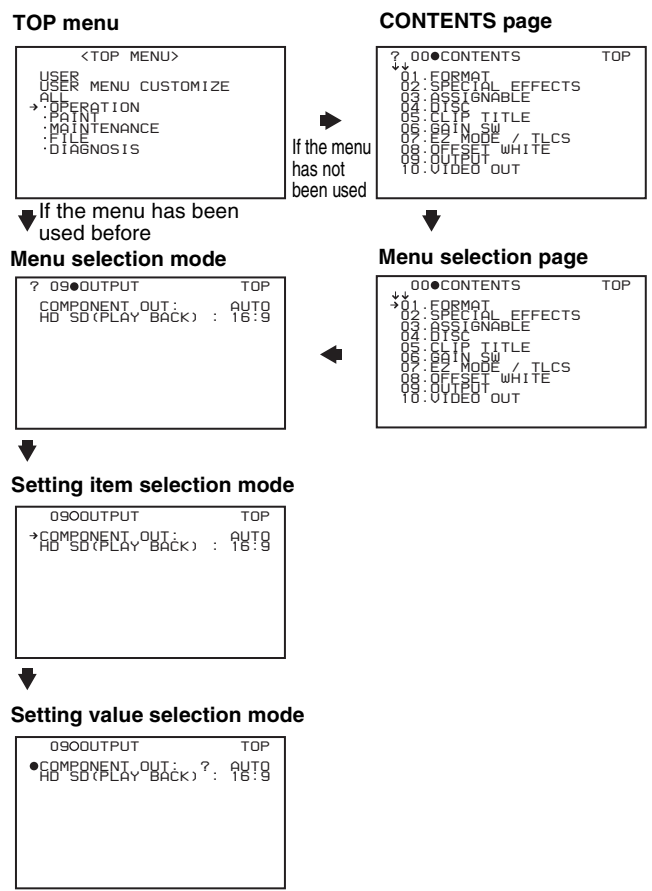 TOP menu
<TOP MENU>
USER
USER MENU CUSTOMIZE
ALL
→·OPERATION
·PAINT
·MAINTENANCE
·FILE
·DIAGNOSIS
If the menu
has not
been used
CONTENTS page
? 00●CONTENTS TOP
↓↓
01.FORMAT
02.SPECIAL EFFECTS
03.ASSIGNABLE
04.DISC
05.CLIP TITLE
06.GAIN SW
07.EZ MODE / TLCS
08.OFFSET WHITE
09.OUTPUT
10.VIDEO OUT
If the menu has been
used before
Menu selection mode
? 09●OUTPUT TOP
COMPONENT OUT: AUTO
HD SD(PLAY BACK) : 16:9
Menu selection page
00●CONTENTS TOP
↓↓
→01.FORMAT
02.SPECIAL EFFECTS
03.ASSIGNABLE
04.DISC
05.CLIP TITLE
06.GAIN SW
07.EZ MODE / TLCS
08.OFFSET WHITE
09.OUTPUT
10.VIDEO OUT
Setting item selection mode
09○OUTPUT TOP
→COMPONENT OUT: AUTO
HD SD(PLAY BACK) : 16:9
Setting value selection mode
09○OUTPUT TOP
●COMPONENT OUT: ? AUTO
HD SD(PLAY BACK) : 16:9